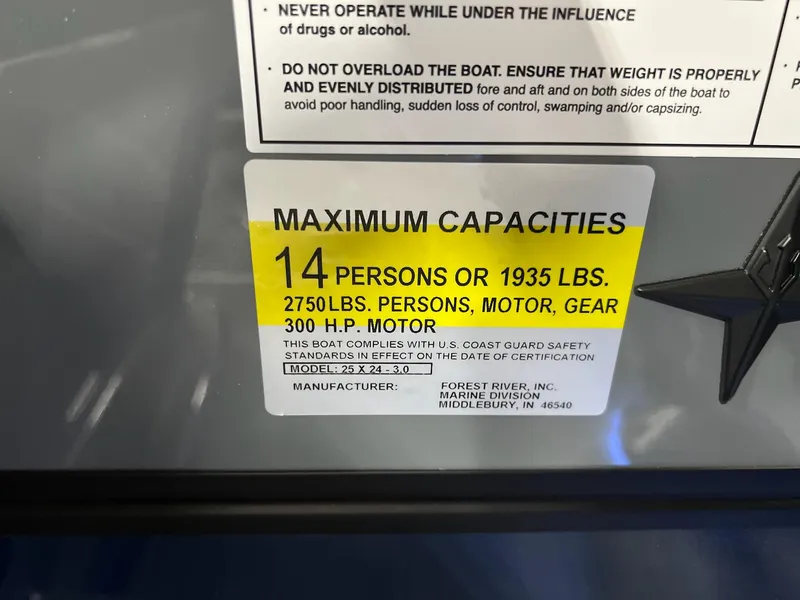 · NEVER OPERATE WHILE UNDER THE INFLUENCE
of drugs or alcohol.
· DO NOT OVERLOAD THE BOAT. ENSURE THAT WEIGHT IS PROPERLY
AND EVENLY DISTRIBUTED fore and aft and on both sides of the boat to
avoid poor handling, sudden loss of control, swamping and/or capsizing.
MAXIMUM CAPACITIES
14 PERSONS OR 1935 LBS.
2750 LBS. PERSONS, MOTOR, GEAR
300 H.P. MOTOR
THIS BOAT COMPLIES WITH U.S. COAST GUARD SAFETY
STANDARDS IN EFFECT ON THE DATE OF CERTIFICATION
MODEL: 25 X 24 - 3.0
MANUFACTURER: FOREST RIVER, INC.
MARINE DIVISION
MIDDLEBURY, IN 46540